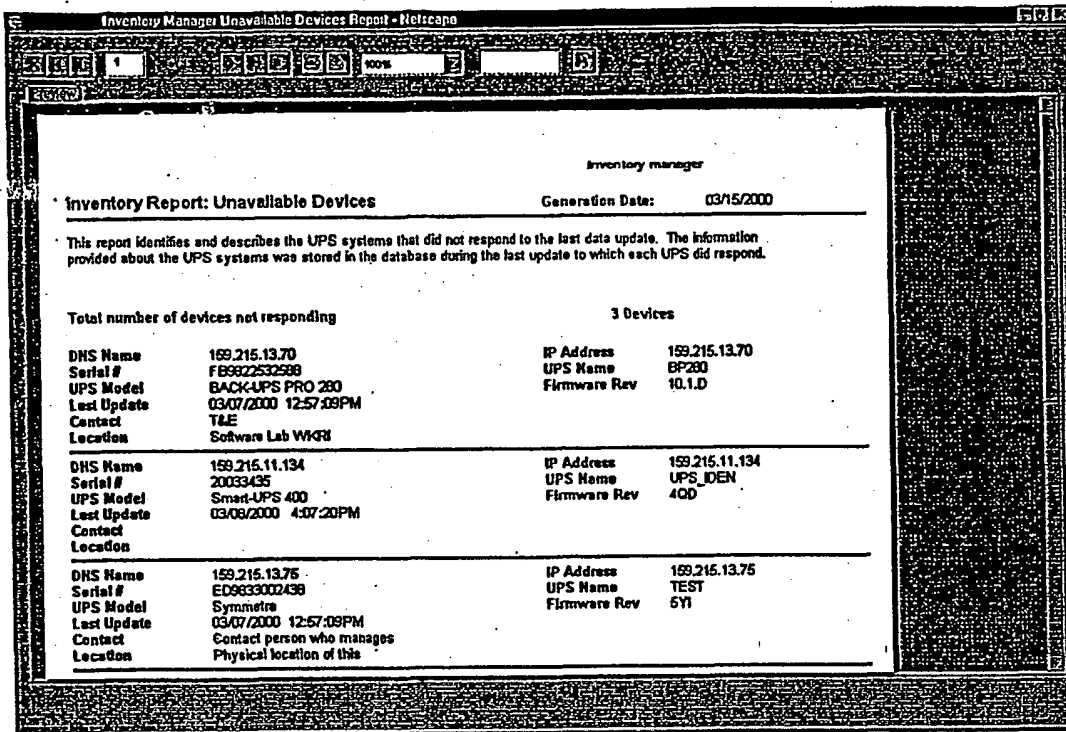 Inventory Manager Unavailable Devices Report - Netscape
1 100%
Preview
Inventory manager
Inventory Report: Unavailable Devices Generation Date: 03/15/2000
This report identifies and describes the UPS systems that did not respond to the last data update. The information
provided about the UPS systems was stored in the database during the last update to which each UPS did respond.
Total number of devices not responding 3 Devices
DNS Name 159.215.13.70 IP Address 159.215.13.70
Serial # FB9822532588 UPS Name BP280
UPS Model BACK-UPS PRO 280 Firmware Rev 10.1.D
Last Update 03/07/2000 12:57:09PM
Contact T&E
Location Software Lab WKRI
DNS Name 159.215.11.134 IP Address 159.215.11.134
Serial # 20033435 UPS Name UPS_IDEN
UPS Model Smart-UPS 400 Firmware Rev 4QD
Last Update 03/08/2000 4:07:20PM
Contact
Location
DNS Name 159.215.13.75 IP Address 159.215.13.75
Serial # ED9833002438 UPS Name TEST
UPS Model Symmetra Firmware Rev 5YI
Last Update 03/07/2000 12:57:09PM
Contact Contact person who manages
Location Physical location of this